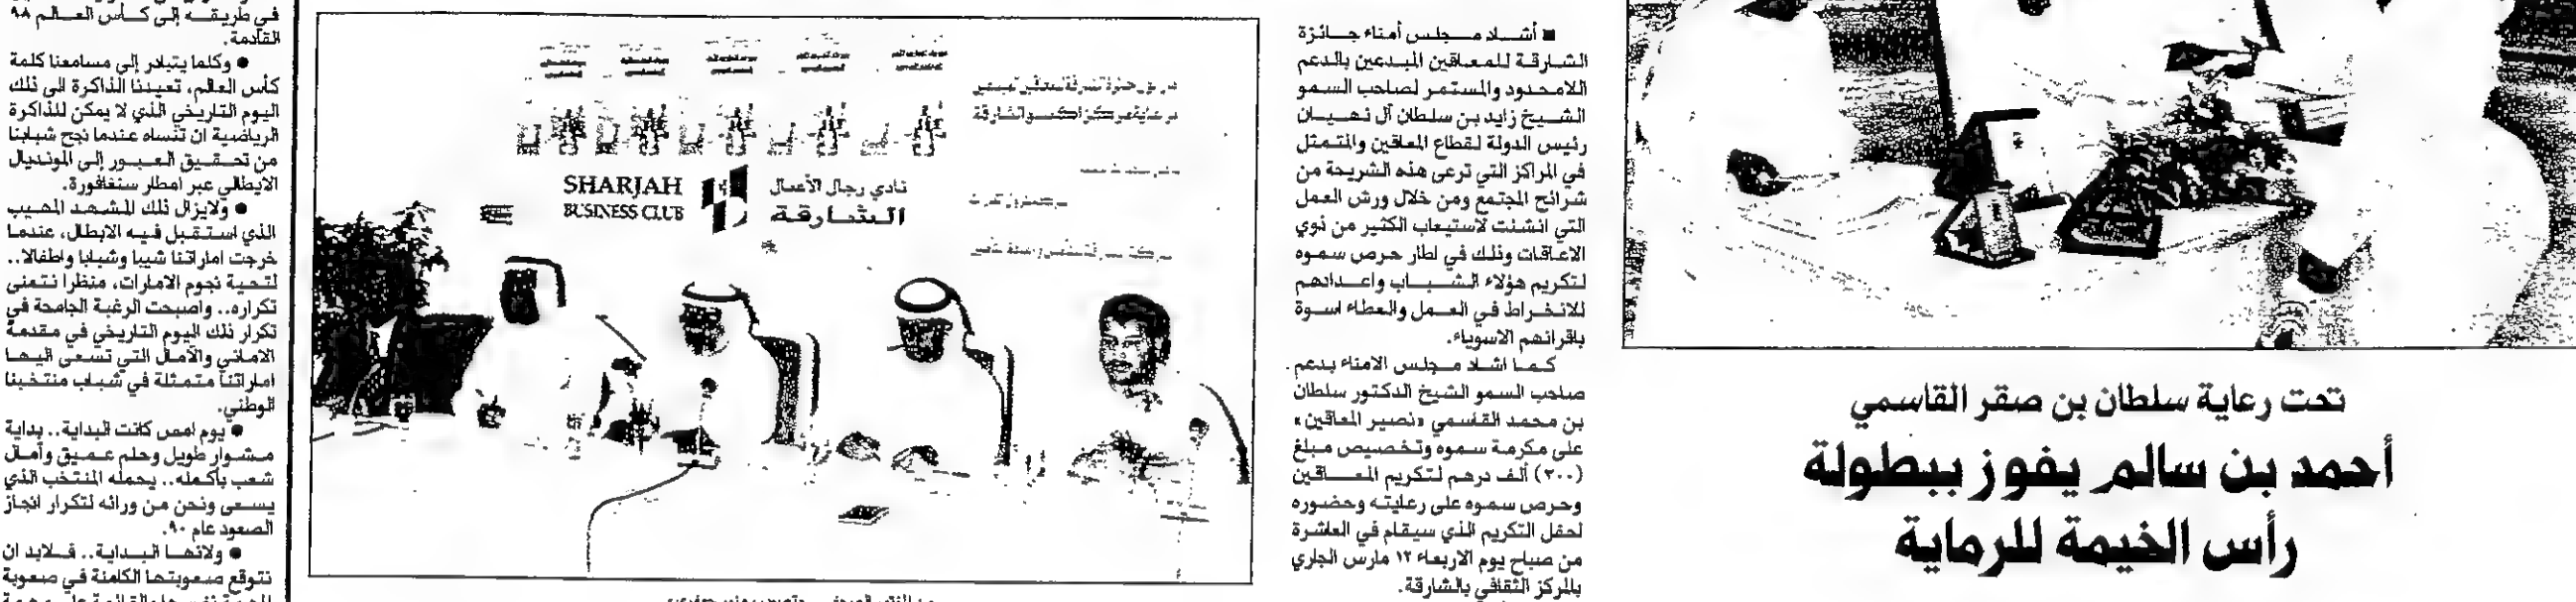 ■ أشاد مجلس أمناء جائزة
الشارقة للمعاقين المبدعين بالدعم
اللامحدود والمستمر لصاحب السمو
الشيخ زايد بن سلطان آل نهيان
رئيس الدولة لقطاع المعاقين والمتمثل
في المراكز التي ترعى هذه الشريحة من
شرائح المجتمع ومن خلال ورش العمل
التي انشئت لاستيعاب الكثير من ذوي
الاعاقات وذلك في اطار حرص سموه
لتكريم هؤلاء الشباب واعدادهم
للانخراط في العمل والعطاء اسوة
باقرانهم الاسوياء.
كما اشاد مجلس الامناء بدعم
صاحب السمو الشيخ الدكتور سلطان
بن محمد القاسمي «نصير المعاقين»
على مكرمة سموه وتخصيص مبلغ
(٢٠٠) ألف درهم لتكريم المعاقين
وحرص سموه على رعايته وحضوره
لحفل التكريم الذي سيقام في العاشرة
من صباح يوم الاربعاء ١٢ مارس الجاري
بالمركز الثقافي بالشارقة.
تحت رعاية سلطان بن صقر القاسمي
أحمد بن سالم يفوز ببطولة
رأس الخيمة للرماية
SHARJAH
BUSINESS CLUB
نادي رجال الأعمال
الشارقة
في طريقه إلى كأس العالم ٩٨
القادمة.
● وكلما يتبادر إلى مسامعنا كلمة
كأس العالم، تعيدنا الذاكرة الى ذلك
اليوم التاريخي الذي لا يمكن للذاكرة
الرياضية ان تنساه عندما نجح شبابنا
من تحقيق العبور إلى المونديال
الايطالي عبر امطار سنغافورة.
● ولايزال ذلك المشهد المهيب
الذي استقبل فيه الابطال، عندما
خرجت اماراتنا شيبا وشبابا واطفالا..
لتحية نجوم الامارات، منظرا نتمنى
تكراره.. واصبحت الرغبة الجامحة في
تكرار ذلك اليوم التاريخي في مقدمة
الاماني والآمال التي تسعى اليها
اماراتنا متمثلة في شباب منتخبنا
الوطني.
● يوم امس كانت البداية.. بداية
مشوار طويل وحلم عميق وآمال
شعب بأكمله.. يحمله المنتخب الذي
يسعى ونحن من ورائه لتكرار انجاز
الصعود عام ٩٠.
● ولانها البداية.. فلابد ان
نتوقع صعوبتها الكامنة في صعوبة